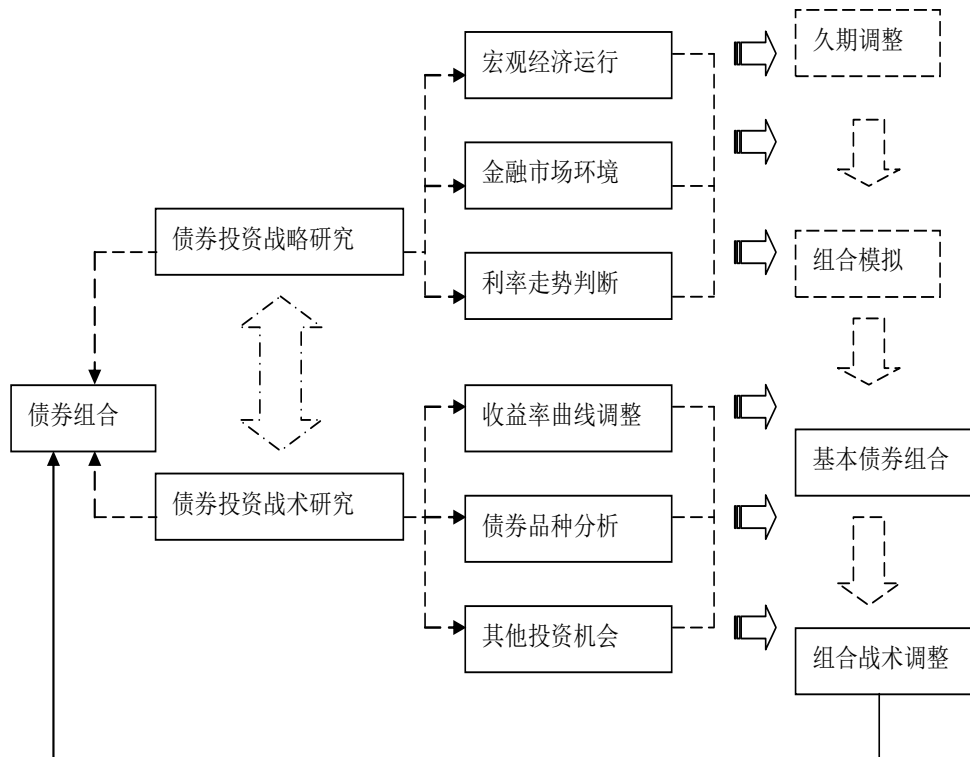 宏观经济运行
久期调整
金融市场环境
债券投资战略研究
组合模拟
利率走势判断
债券组合
收益率曲线调整
基本债券组合
债券投资战术研究
债券品种分析
其他投资机会
组合战术调整